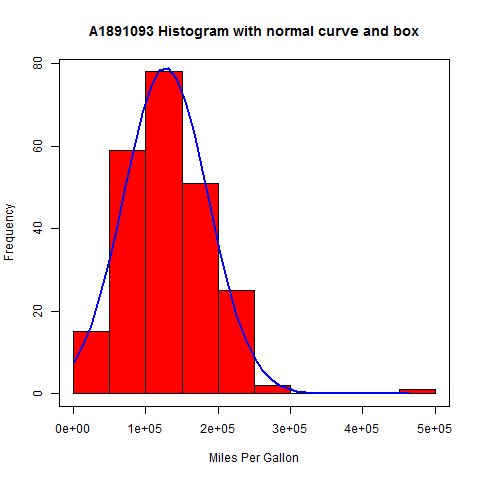 A1891093 Histogram with normal curve and box
Frequency
80
60
40
20
0
0e+00 1e+05 2e+05 3e+05 4e+05 5e+05
Miles Per Gallon